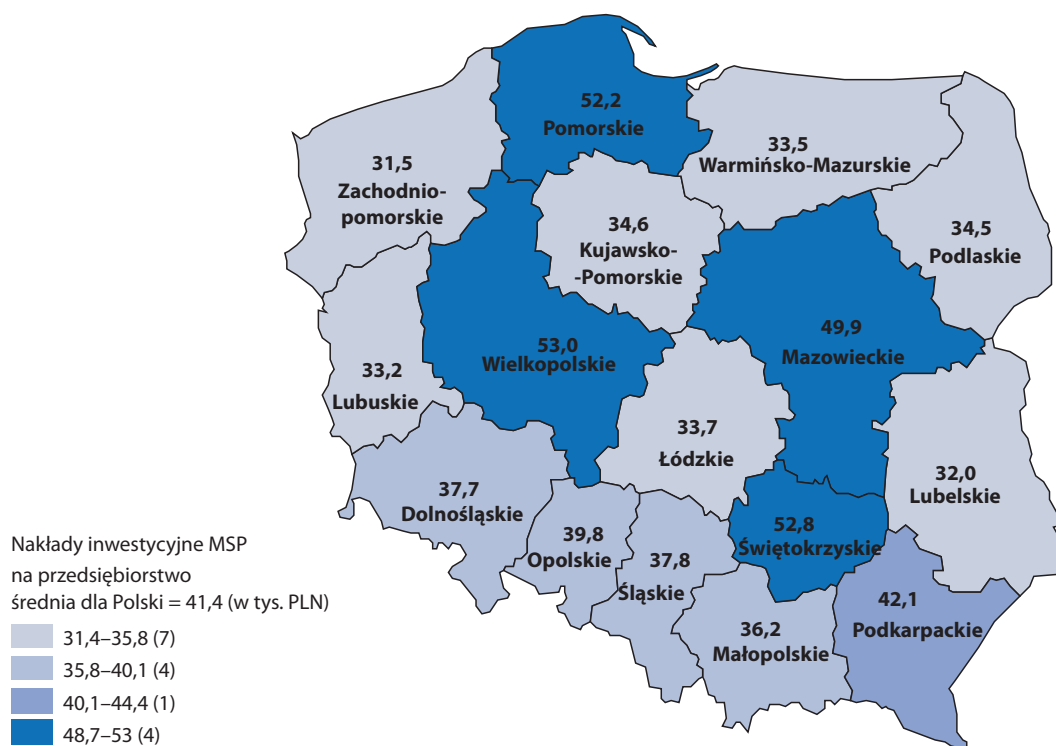 52,2
Pomorskie
31,5
Zachodnio-
pomorskie
33,5
Warmińsko-Mazurskie
34,6
Kujawsko-
-Pomorskie
34,5
Podlaskie
53,0
Wielkopolskie
49,9
Mazowieckie
33,2
Lubuskie
33,7
Łódzkie
32,0
Lubelskie
37,7
Dolnośląskie
39,8
Opolskie
37,8
Śląskie
52,8
Świętokrzyskie
36,2
Małopolskie
42,1
Podkarpackie
Nakłady inwestycyjne MSP
na przedsiębiorstwo
średnia dla Polski = 41,4 (w tys. PLN)
31,4–35,8 (7)
35,8–40,1 (4)
40,1–44,4 (1)
48,7–53 (4)